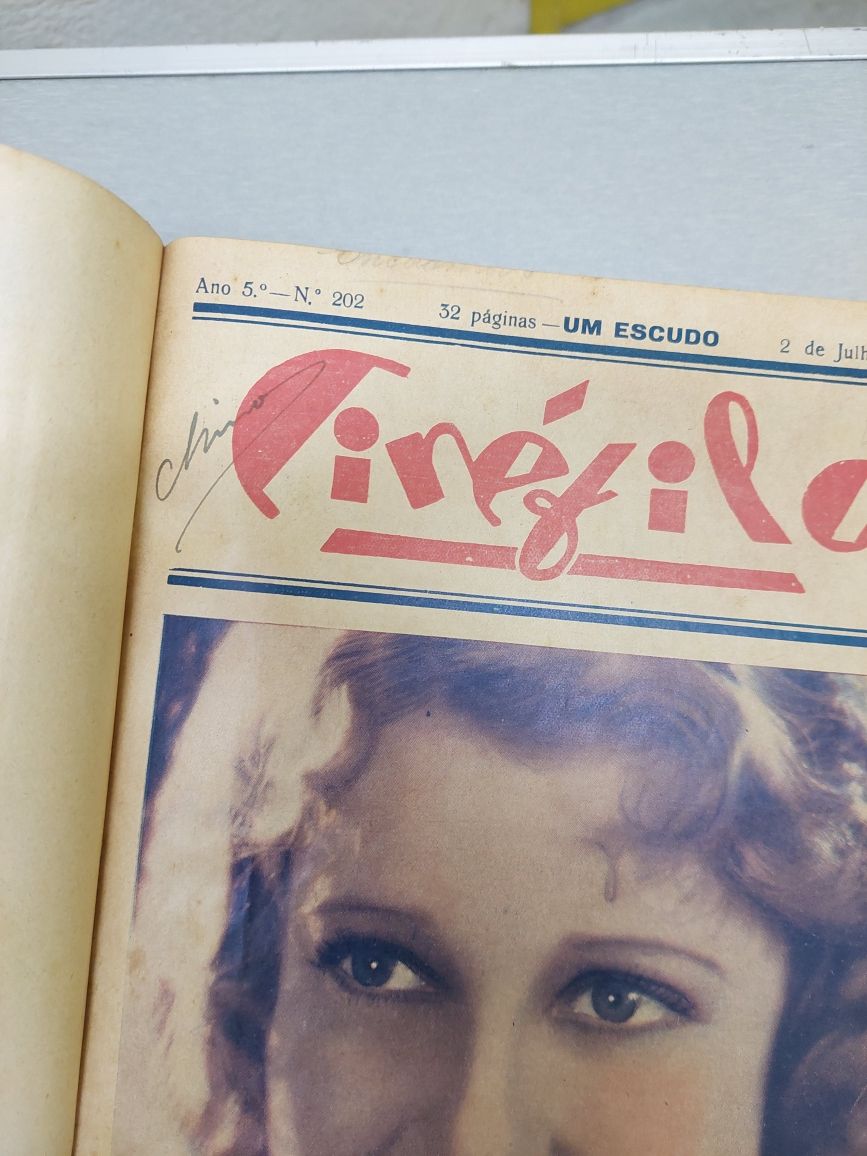 Ano 5.º—N.º 202 32 páginas—UM ESCUDO 2 de Julh
Cinéfilo